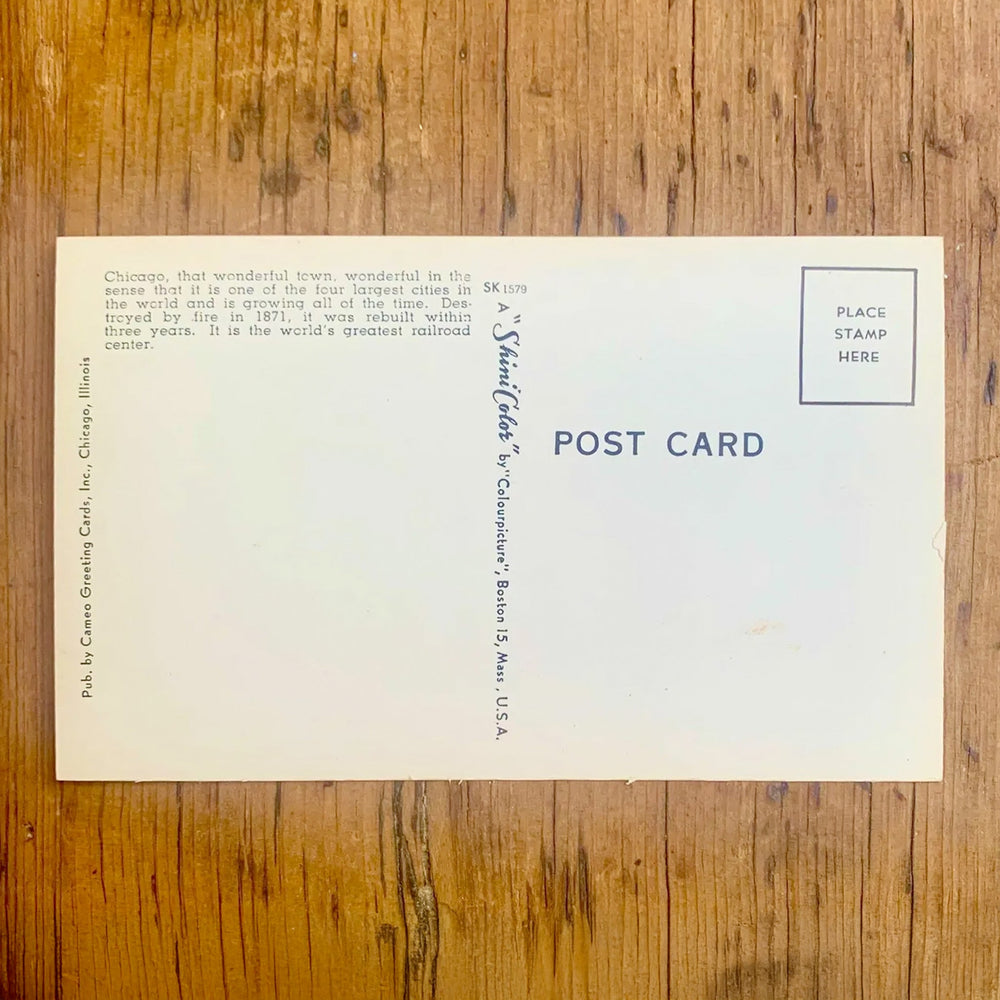 Chicago, that wonderful town, wonderful in the
sense that it is one of the four largest cities in
the world and is growing all of the time. Des-
troyed by fire in 1871, it was rebuilt within
three years. It is the world's greatest railroad
center.
Pub. by Cameo Greeting Cards, Inc., Chicago, Illinois
SK 1579
A "Shini Color" by "Colourpicture", Boston 15, Mass, U.S.A.
PLACE
STAMP
HERE
POST CARD